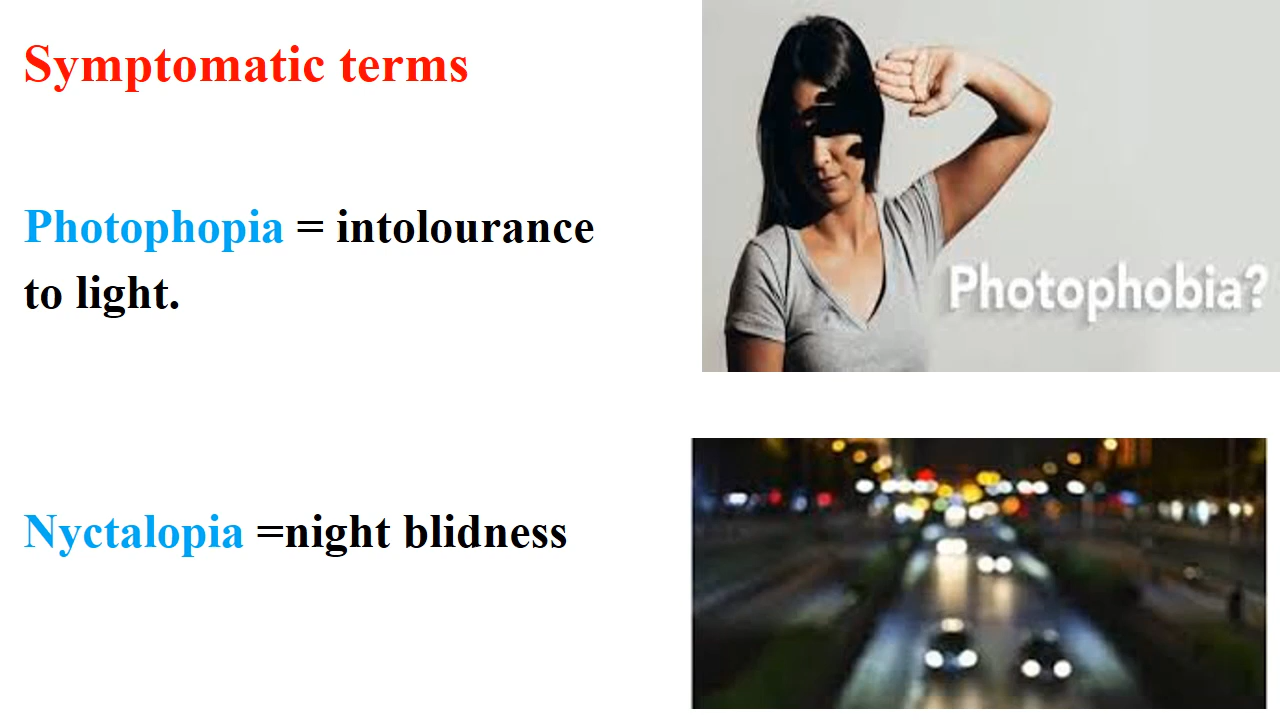 Symptomatic terms
Photophopia = intolourance
to light.
Photophobia?
Nyctalopia =night blidness